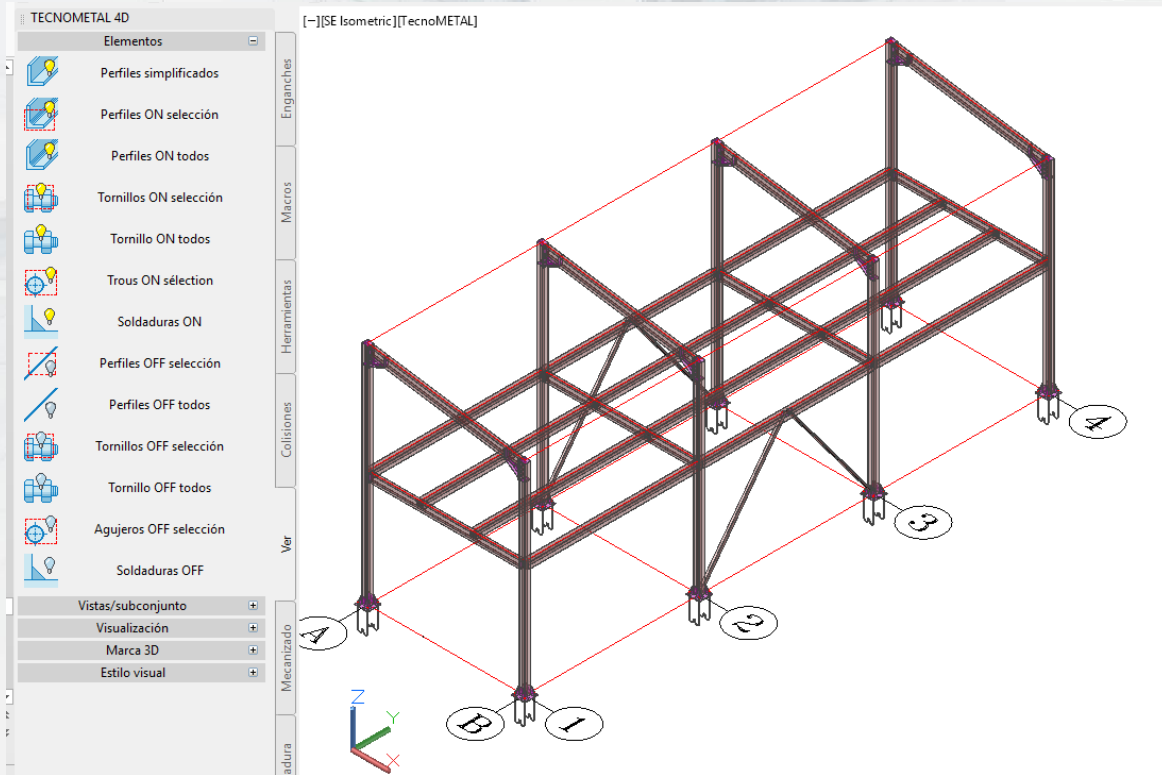 TECNOMETAL 4D
Elementos
Perfiles simplificados
Perfiles ON selección
Perfiles ON todos
Tornillos ON selección
Tornillo ON todos
Trous ON sélection
Soldaduras ON
Perfiles OFF selección
Perfiles OFF todos
Tornillos OFF selección
Tornillo OFF todos
Agujeros OFF selección
Soldaduras OFF
Vistas/subconjunto
Visualización
Marca 3D
Estilo visual
Enganches
Macros
Herramientas
Colisiones
Ver
Mecanizado
adura
[−][SE Isometric][TecnoMETAL]
4
3
2
A
B
1
Z
Y
X